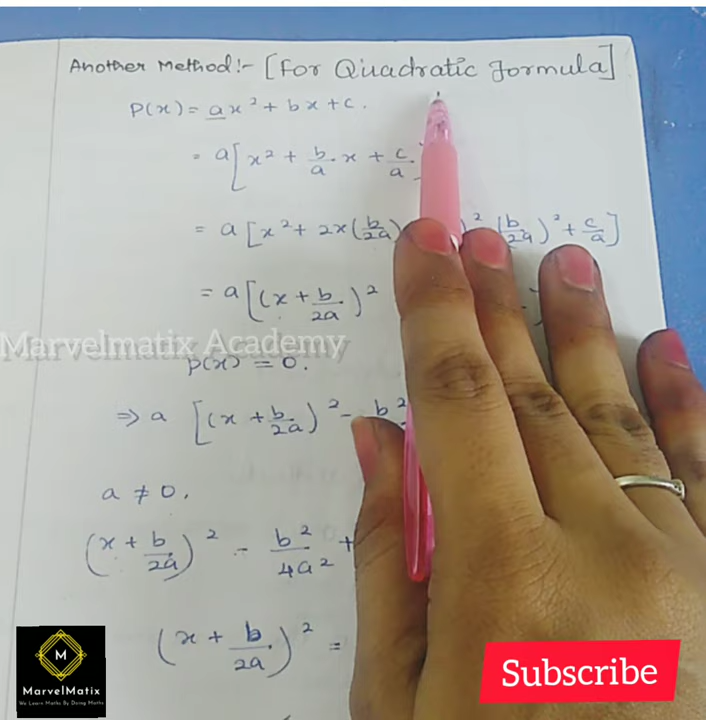 Another Method:- [For Quadratic Formula]
P(x) = ax² + bx + c.
= a[x² + b/a . x + c/a
= a [x² + 2x(b/2a) ² (b/2a)² + c/a]
= a[(x + b/2a)²
Marvelmatix Academy
P(x) = 0.
⇒ a [(x + b/2a)² - b²
a ≠ 0.
(x + b/2a)² - b²/4a² +
(x + b/2a)² =
M
MarvelMatix
We Learn Maths By Doing Maths
Subscribe